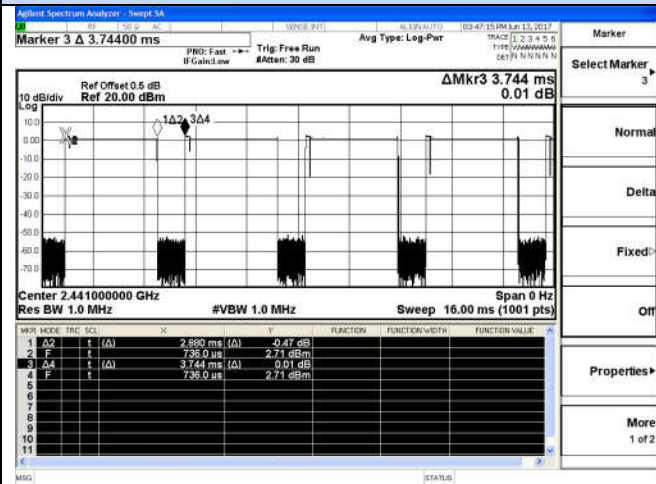 Agilent Spectrum Analyzer - Swept SA
RF 50 Ω AC SENSE:INT ALIGN AUTO 03:47:15 PM Jun 13, 2017
Marker 3 Δ 3.74400 ms
PNO: Fast
IFGain:Low
Trig: Free Run
#Atten: 30 dB
Avg Type: Log-Pwr
TRACE 1 2 3 4 5 6
TYPE
DET N N N N N N
Ref Offset 0.5 dB
10 dB/div Ref 20.00 dBm
Log
ΔMkr3 3.744 ms
0.01 dB
10.0
0.00
-10.0
-20.0
-30.0
-40.0
-50.0
-60.0
-70.0
1Δ2 3Δ4
Center 2.441000000 GHz Span 0 Hz
Res BW 1.0 MHz #VBW 1.0 MHz Sweep 16.00 ms (1001 pts)
MKR MODE TRC SCL X Y FUNCTION FUNCTION WIDTH FUNCTION VALUE
1 Δ2 t (Δ) 2.880 ms (Δ) -0.47 dB
2 F t 736.0 us 2.71 dBm
3 Δ4 t (Δ) 3.744 ms (Δ) 0.01 dB
4 F t 736.0 us 2.71 dBm
5
6
7
8
9
10
11
MSG STATUS
Marker
Select Marker
3
Normal
Delta
Fixed
Off
Properties
More
1 of 2